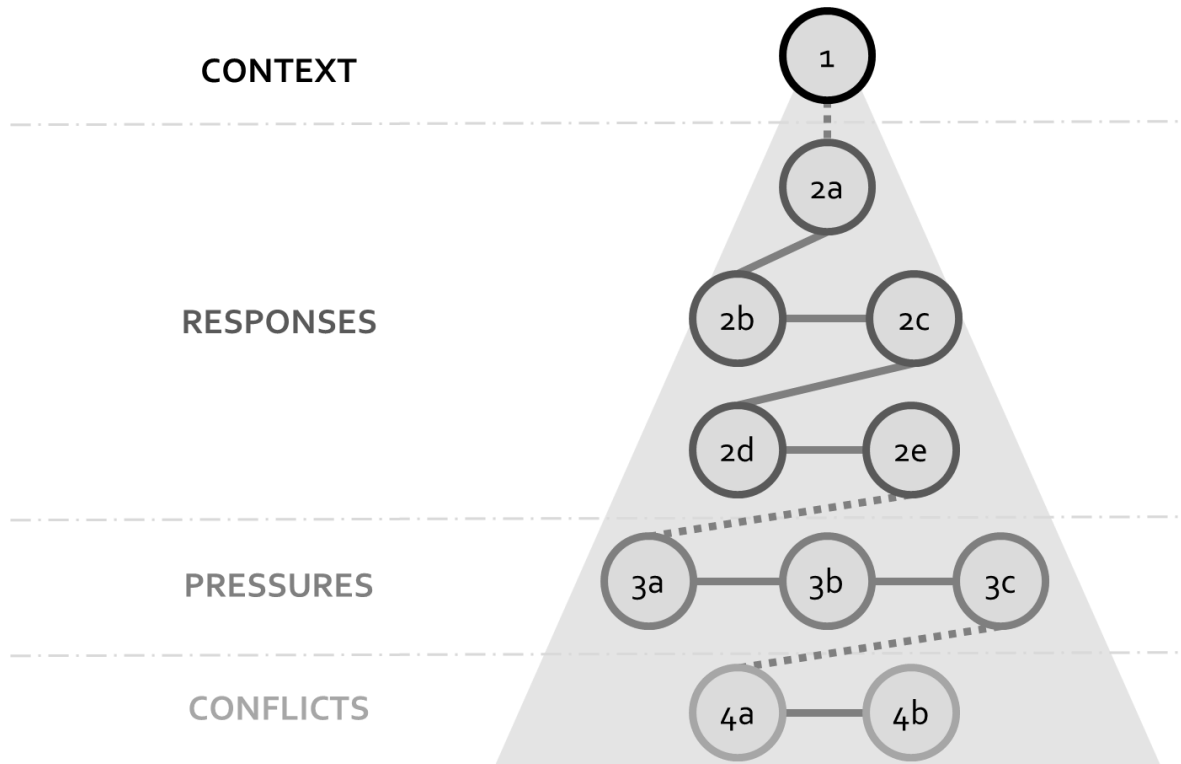 CONTEXT
1
2a
RESPONSES
2b 2c
2d 2e
PRESSURES
3a 3b 3c
CONFLICTS
4a 4b